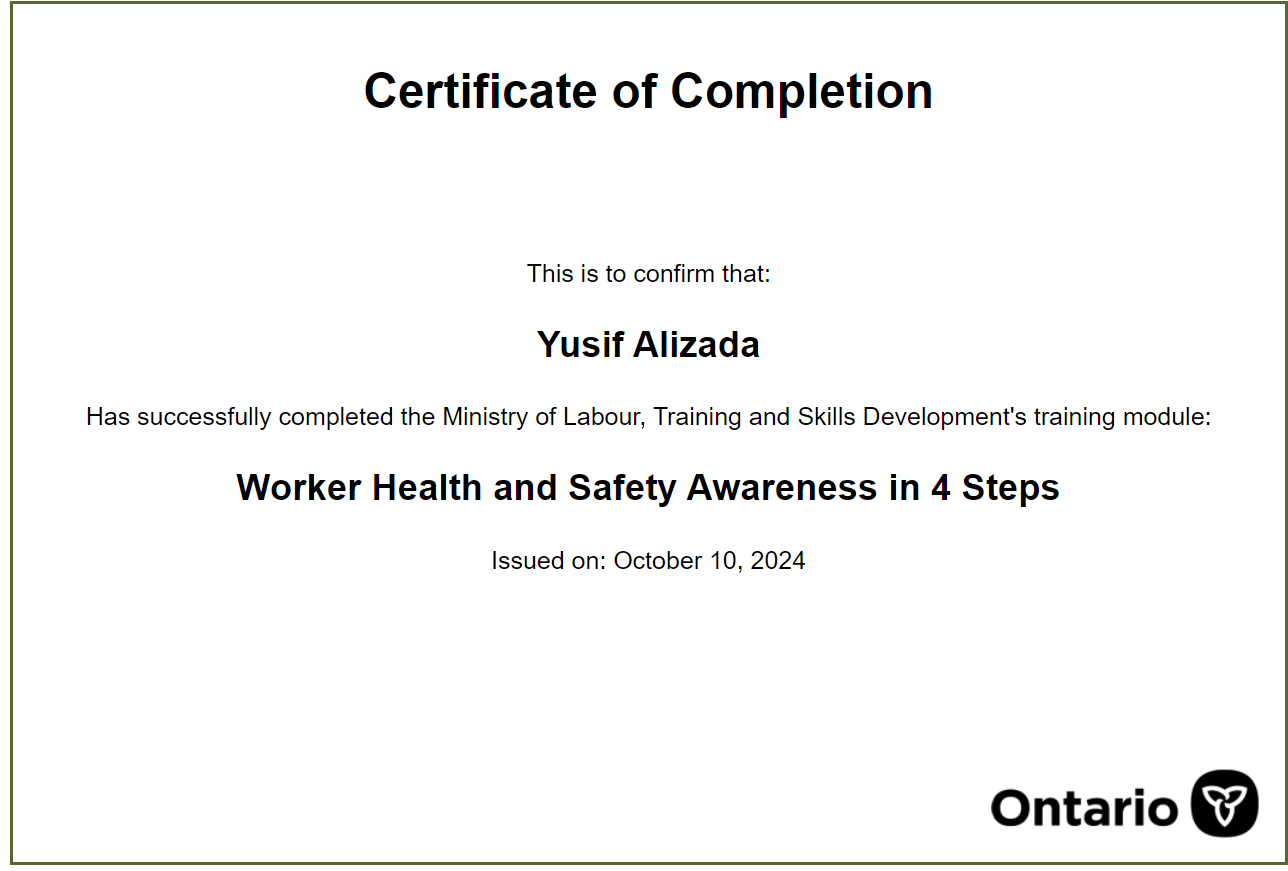 Certificate of Completion
This is to confirm that:
Yusif Alizada
Has successfully completed the Ministry of Labour, Training and Skills Development's training module:
Worker Health and Safety Awareness in 4 Steps
Issued on: October 10, 2024
Ontario